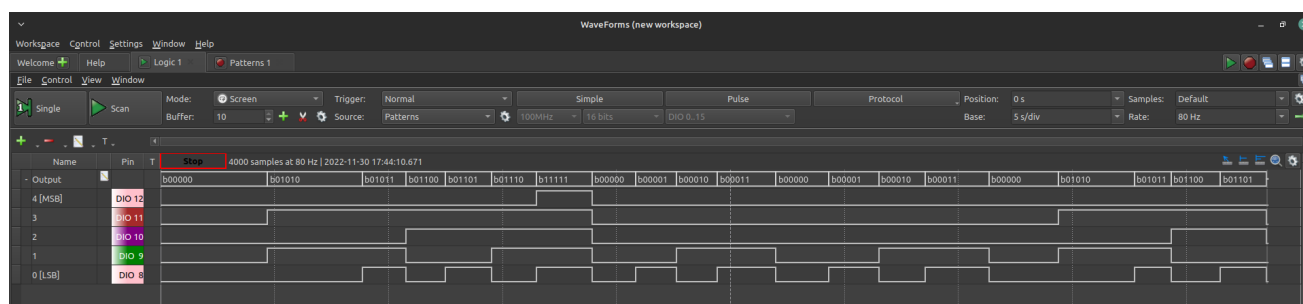 WaveForms (new workspace)
Workspace Control Settings Window Help
Welcome Help Logic 1 Patterns 1
File Control View Window
Single Scan Mode: Screen Trigger: Normal Simple Pulse Protocol Position: 0 s Samples: Default
Buffer: 10 Source: Patterns 100MHz 16 bits DIO 0..15 Base: 5 s/div Rate: 80 Hz
Name Pin T Stop 4000 samples at 80 Hz | 2022-11-30 17:44:10.671
- Output b00000 b01010 b01011 b01100 b01101 b01110 b11111 b00000 b00001 b00010 b00011 b00000 b00001 b00010 b00011 b00000 b01010 b01011 b01100 b01101
4 [MSB] DIO 12
3 DIO 11
2 DIO 10
1 DIO 9
0 [LSB] DIO 8